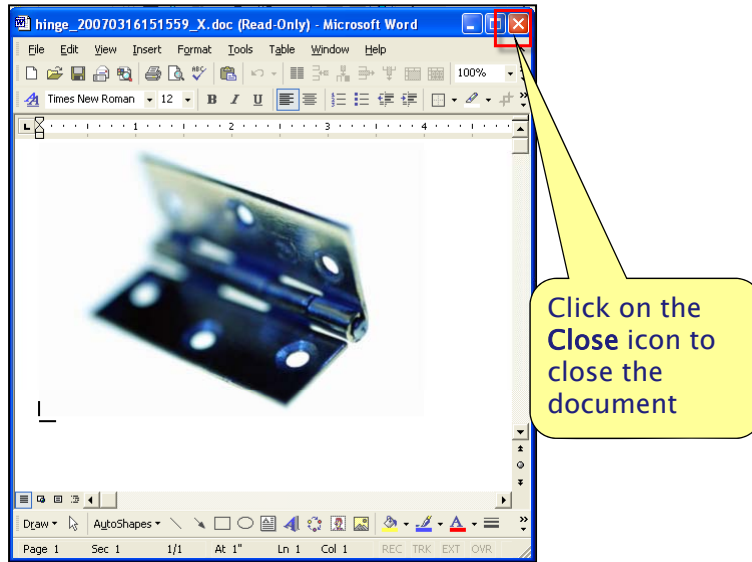 hinge_20070316151559_X.doc (Read-Only) - Microsoft Word
File Edit View Insert Format Tools Table Window Help
100%
Times New Roman 12 B I U
1 2 3 4
Click on the
Close icon to
close the
document
Draw AutoShapes A
Page 1 Sec 1 1/1 At 1" Ln 1 Col 1 REC TRK EXT OVR